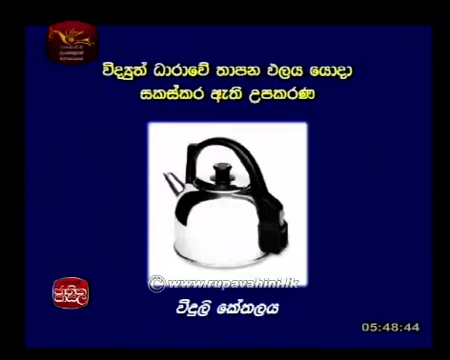 විද්‍යුත් ධාරාවේ තාපන ඵලය යොදා
සකස්කර ඇති උපකරණ
© www.rupavahini.lk
ජාතික
විදුලි කේතලය
05:48:44